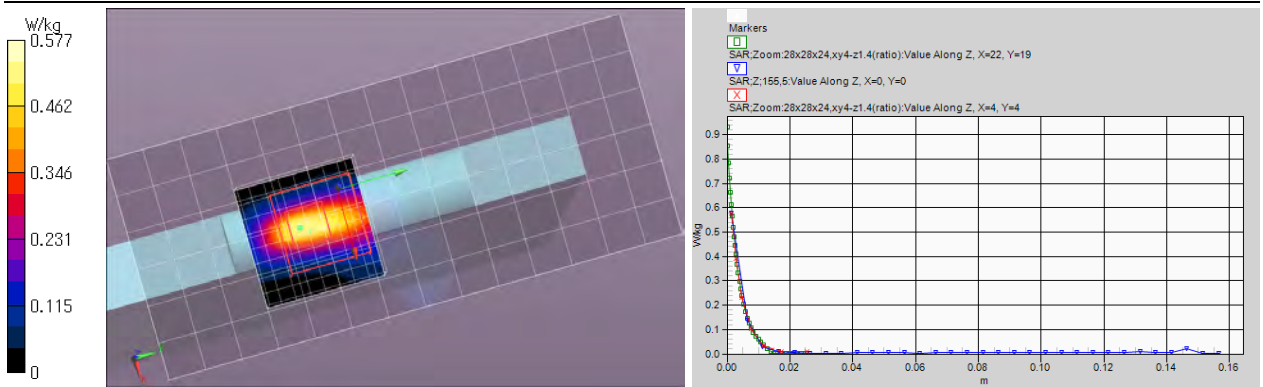 W/kg
0.577
0.462
0.346
0.231
0.115
0
Markers
SAR;Zoom:28x28x24,xy4-z1.4(ratio):Value Along Z, X=22, Y=19
SAR;Z;155,5:Value Along Z, X=0, Y=0
SAR;Zoom:28x28x24,xy4-z1.4(ratio):Value Along Z, X=4, Y=4
W/kg
0.9
0.8
0.7
0.6
0.5
0.4
0.3
0.2
0.1
0.0
0.00 0.02 0.04 0.06 0.08 0.10 0.12 0.14 0.16
m